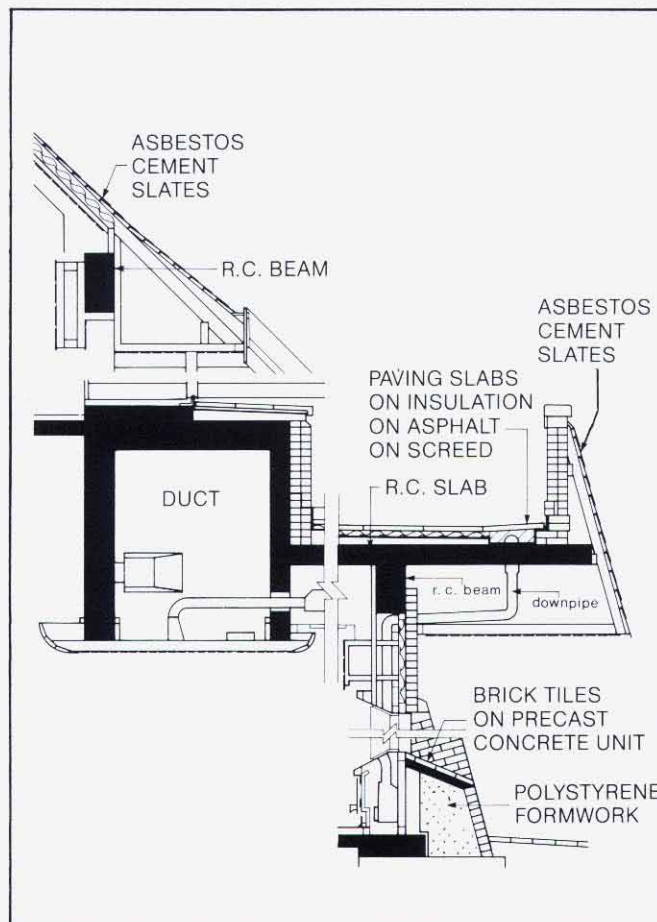 ASBESTOS
CEMENT
SLATES
R.C. BEAM
ASBESTOS
CEMENT
SLATES
PAVING SLABS
ON INSULATION
ON ASPHALT
ON SCREED
R.C. SLAB
DUCT
r. c. beam
downpipe
BRICK TILES
ON PRECAST
CONCRETE UNIT
POLYSTYRENE
FORMWORK